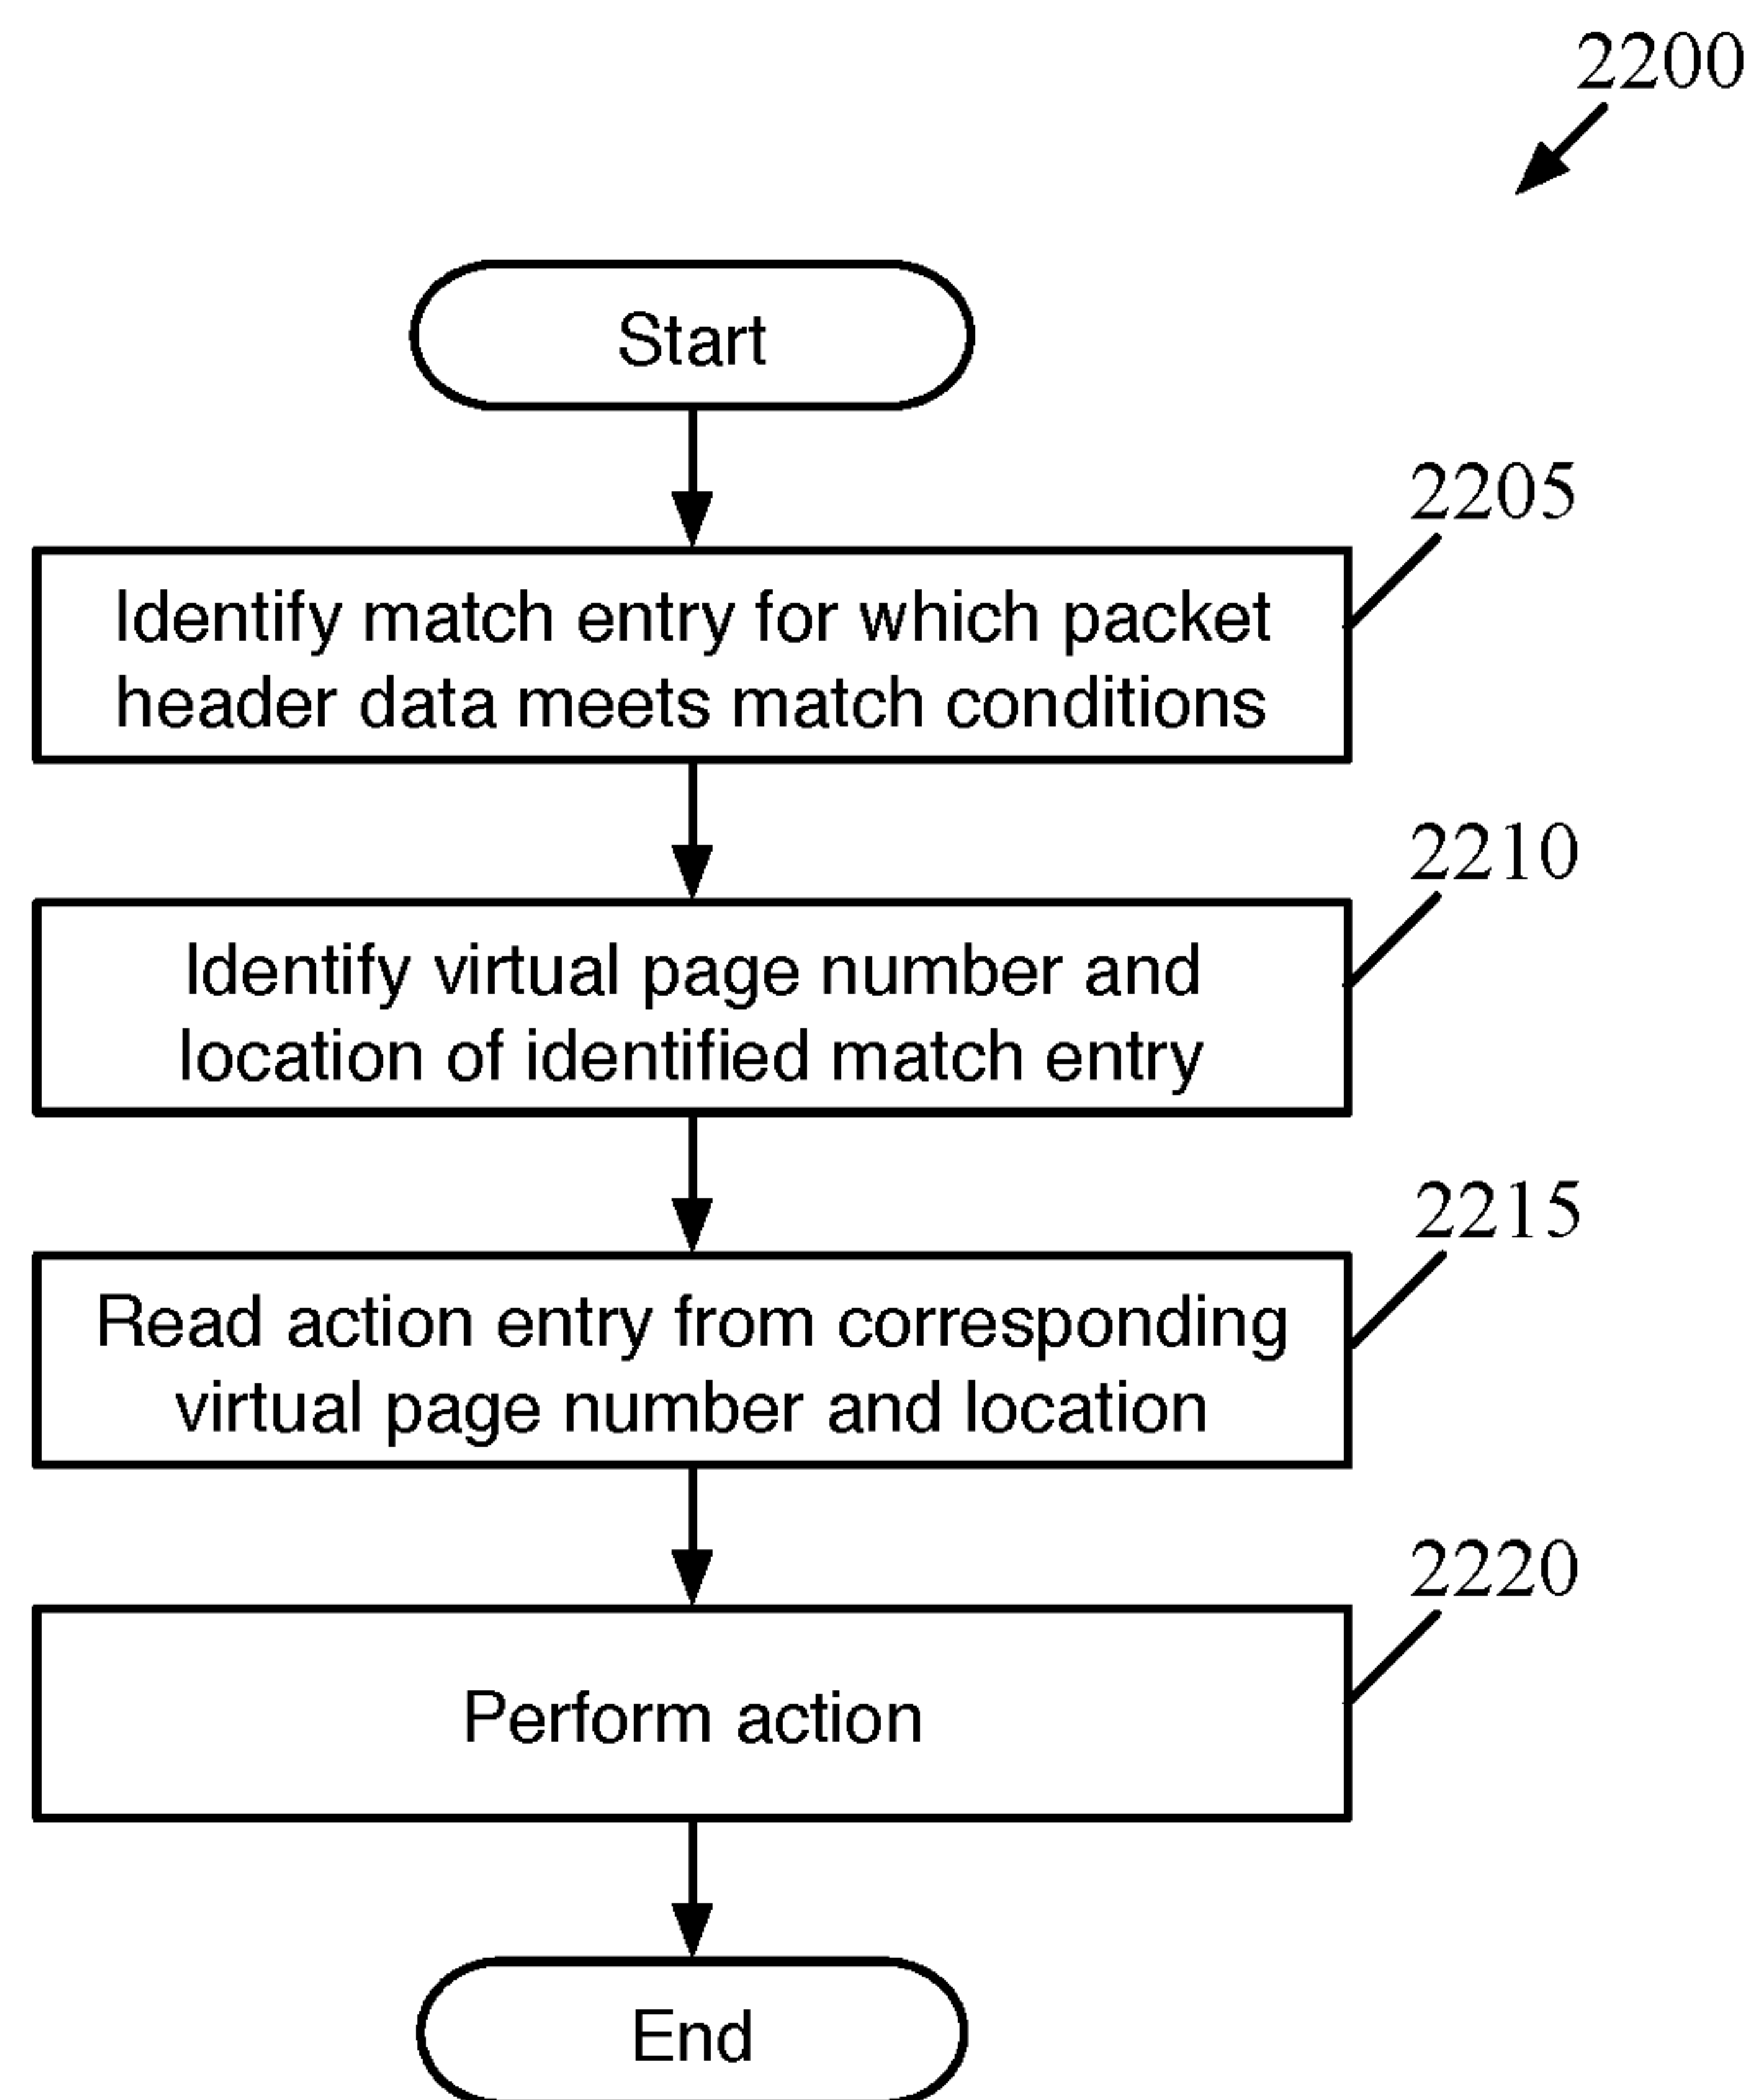 2200
Start
2205
Identify match entry for which packet
header data meets match conditions
2210
Identify virtual page number and
location of identified match entry
2215
Read action entry from corresponding
virtual page number and location
2220
Perform action
End